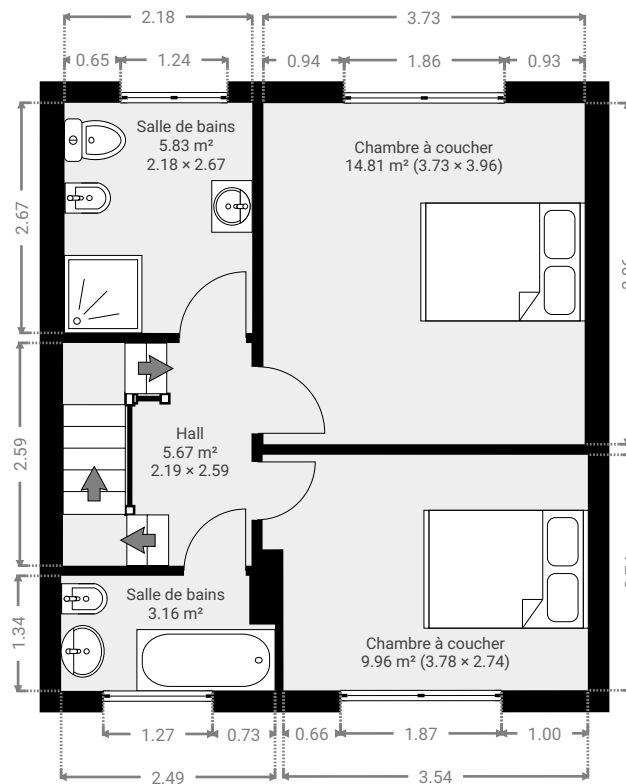 2.18
3.73
0.65
1.24
0.94
1.86
0.93
Salle de bains
5.83 m²
2.18 × 2.67
Chambre à coucher
14.81 m² (3.73 × 3.96)
2.67
Hall
5.67 m²
2.19 × 2.59
2.59
Salle de bains
3.16 m²
1.34
Chambre à coucher
9.96 m² (3.78 × 2.74)
1.27
0.73
0.66
1.87
1.00
2.49
3.54